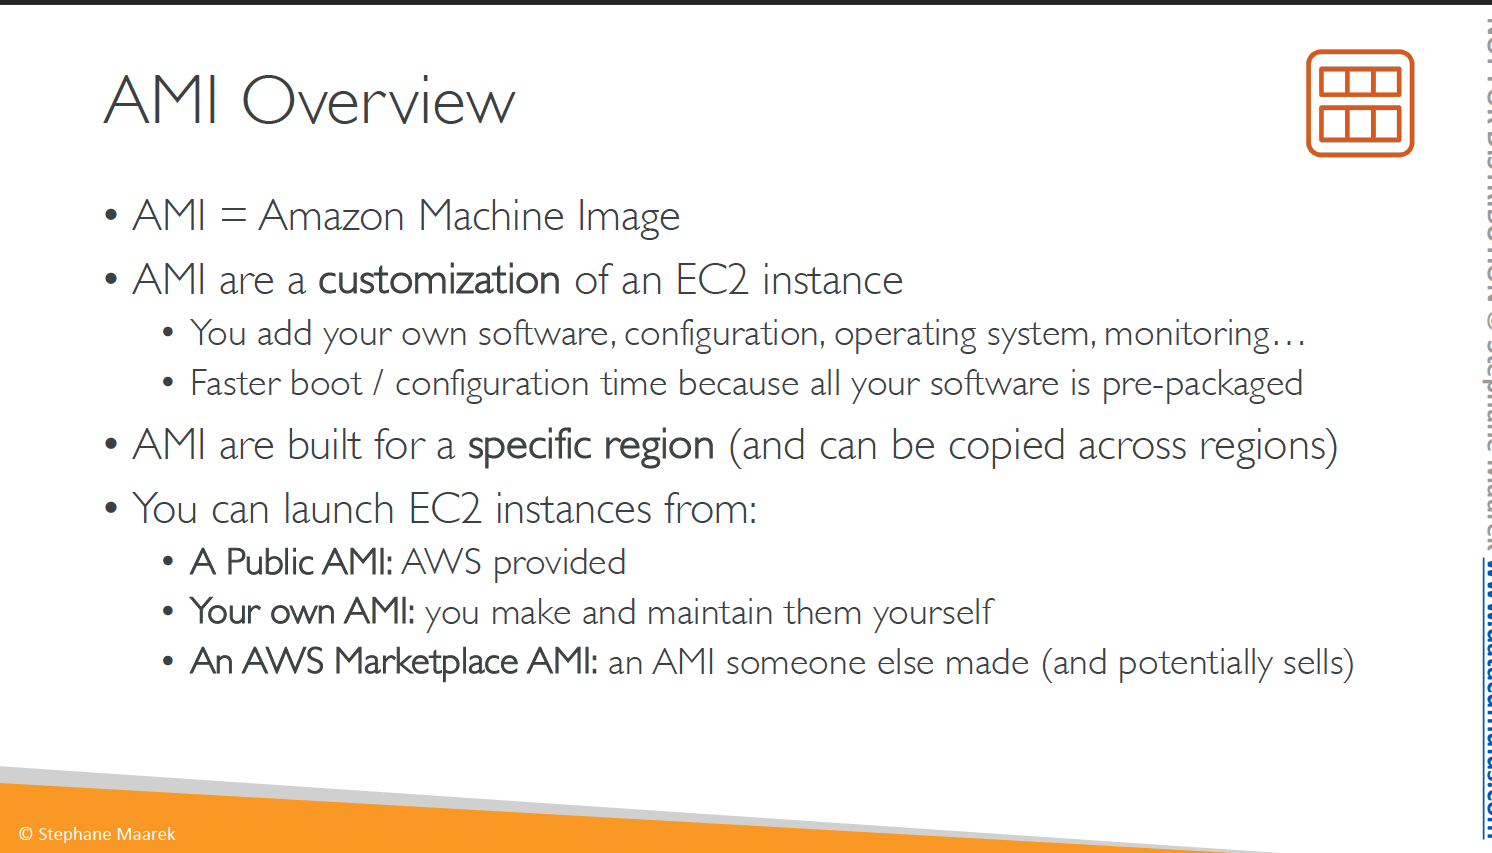 AMI Overview
• AMI = Amazon Machine Image
• AMI are a customization of an EC2 instance
• You add your own software, configuration, operating system, monitoring…
• Faster boot / configuration time because all your software is pre-packaged
• AMI are built for a specific region (and can be copied across regions)
• You can launch EC2 instances from:
• A Public AMI: AWS provided
• Your own AMI: you make and maintain them yourself
• An AWS Marketplace AMI: an AMI someone else made (and potentially sells)
© Stephane Maarek
NOT FOR DISTRIBUTION © Stephane Maarek www.datacumulus.com